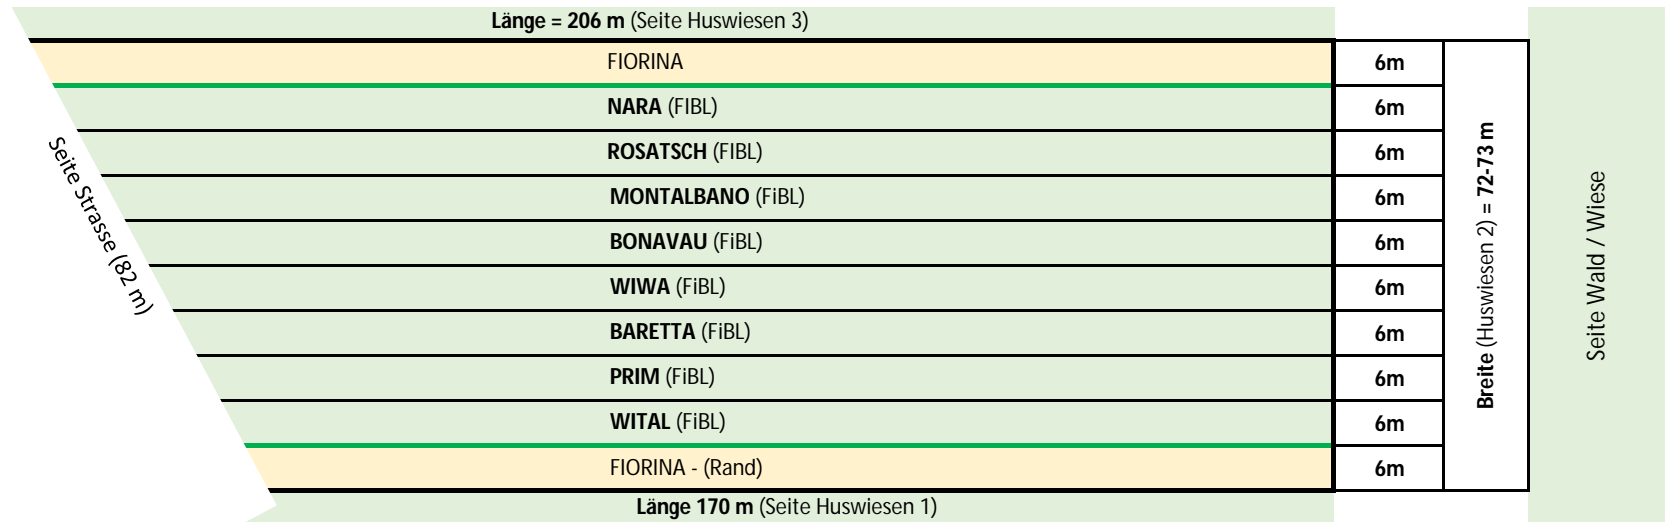 Länge = 206 m (Seite Huswiesen 3)
FIORINA 6m
NARA (FIBL) 6m
ROSATSCH (FIBL) 6m
MONTALBANO (FiBL) 6m
BONAVAU (FiBL) 6m
WIWA (FiBL) 6m
BARETTA (FiBL) 6m
PRIM (FiBL) 6m
WITAL (FiBL) 6m
FIORINA - (Rand) 6m
Länge 170 m (Seite Huswiesen 1)
Seite Strasse (82 m)
Breite (Huswiesen 2) = 72-73 m
Seite Wald / Wiese